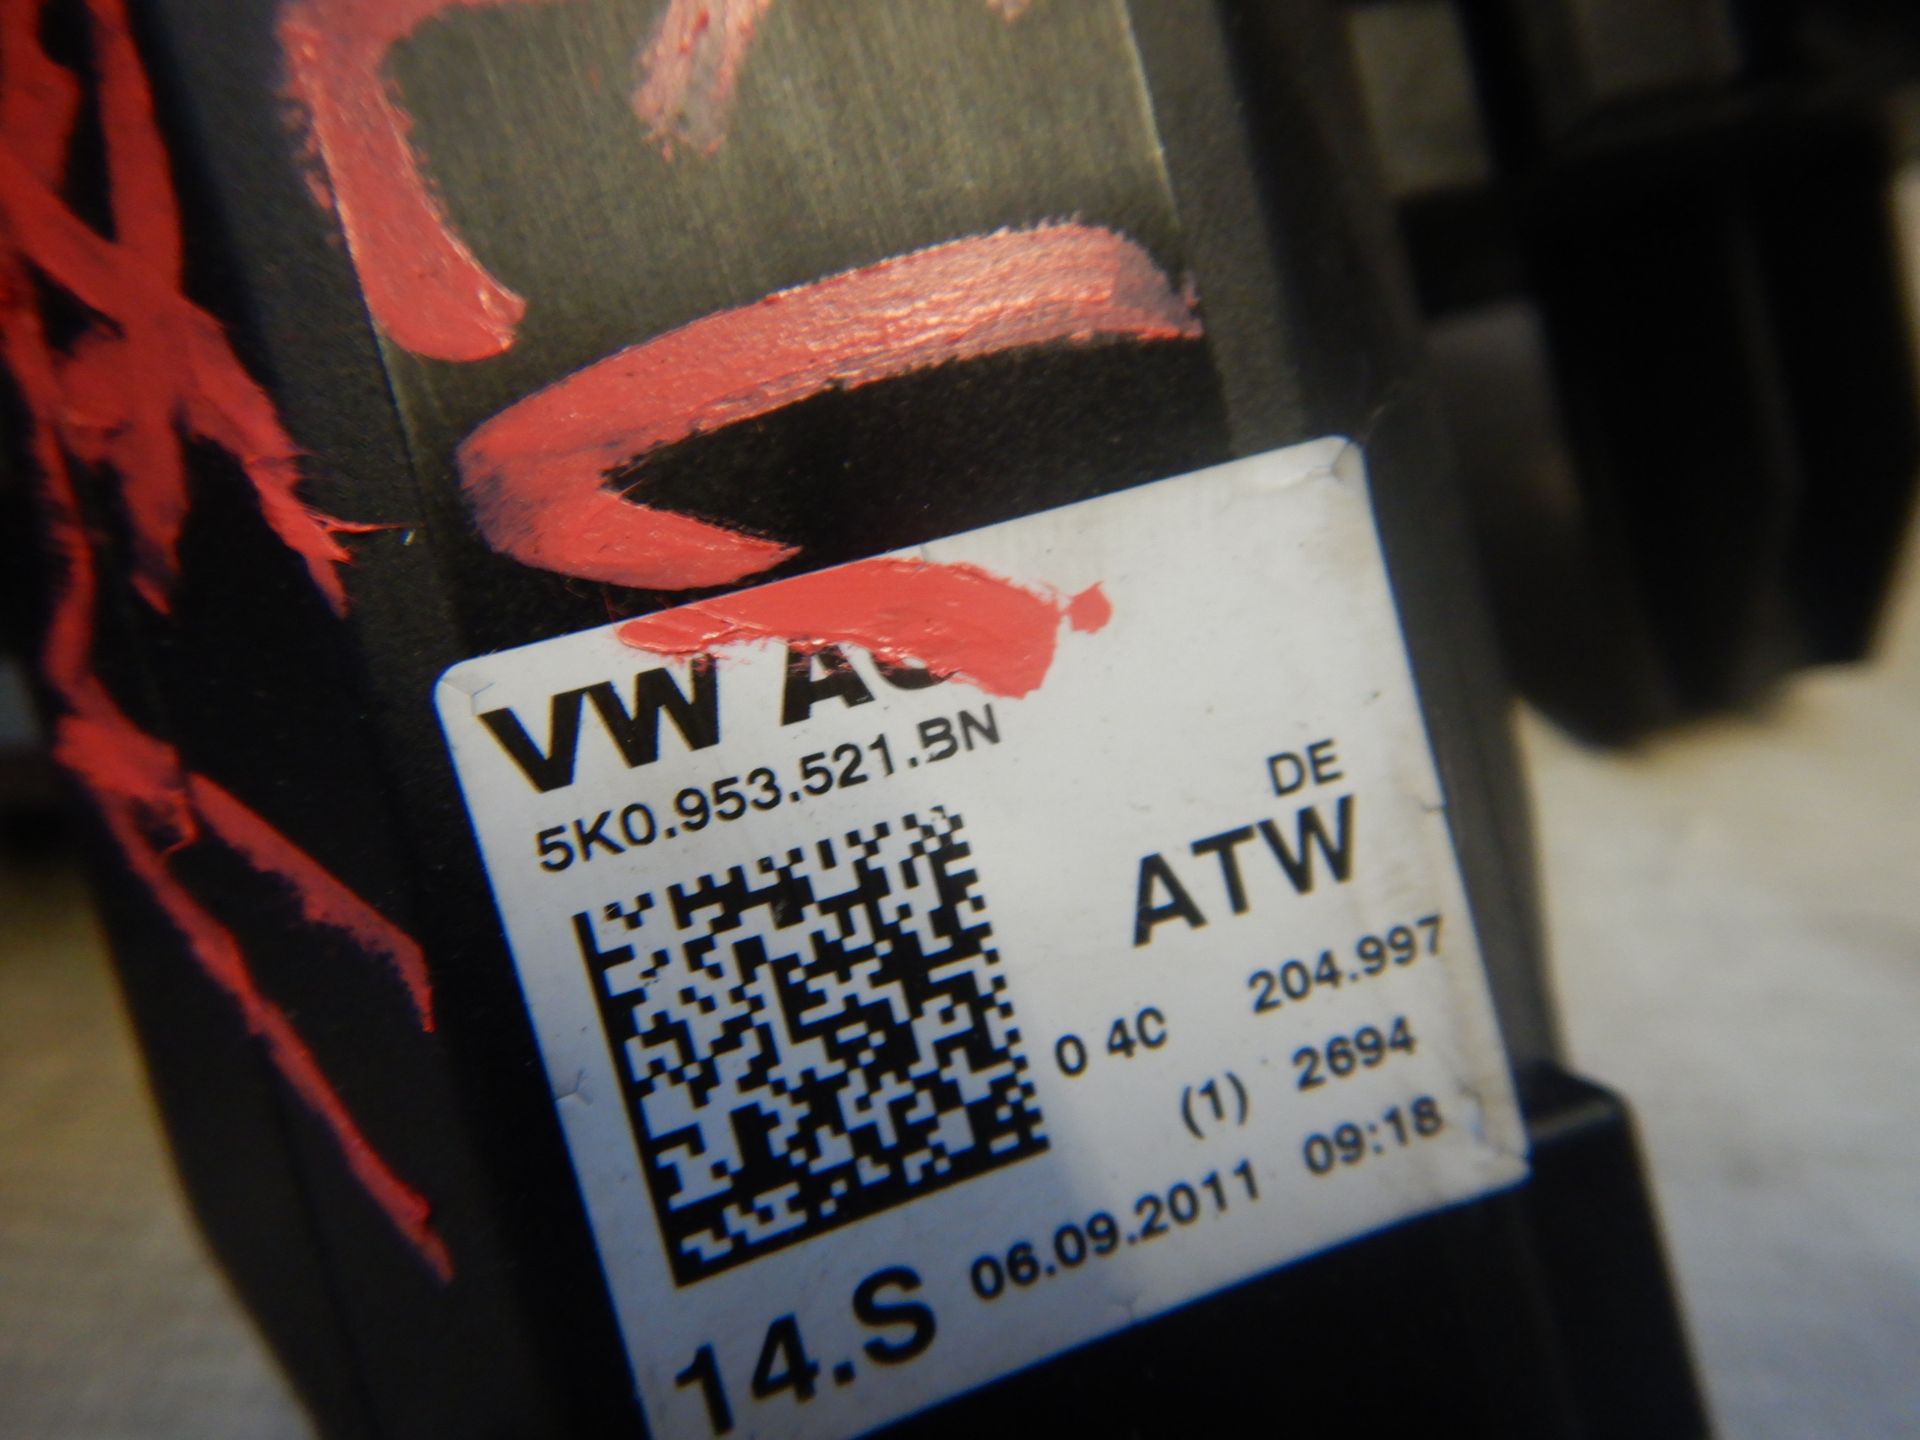 VW AG
5K0.953.521.BN
DE
ATW
0 4C 204.997
(1) 2694
14.S 06.09.2011 09:18